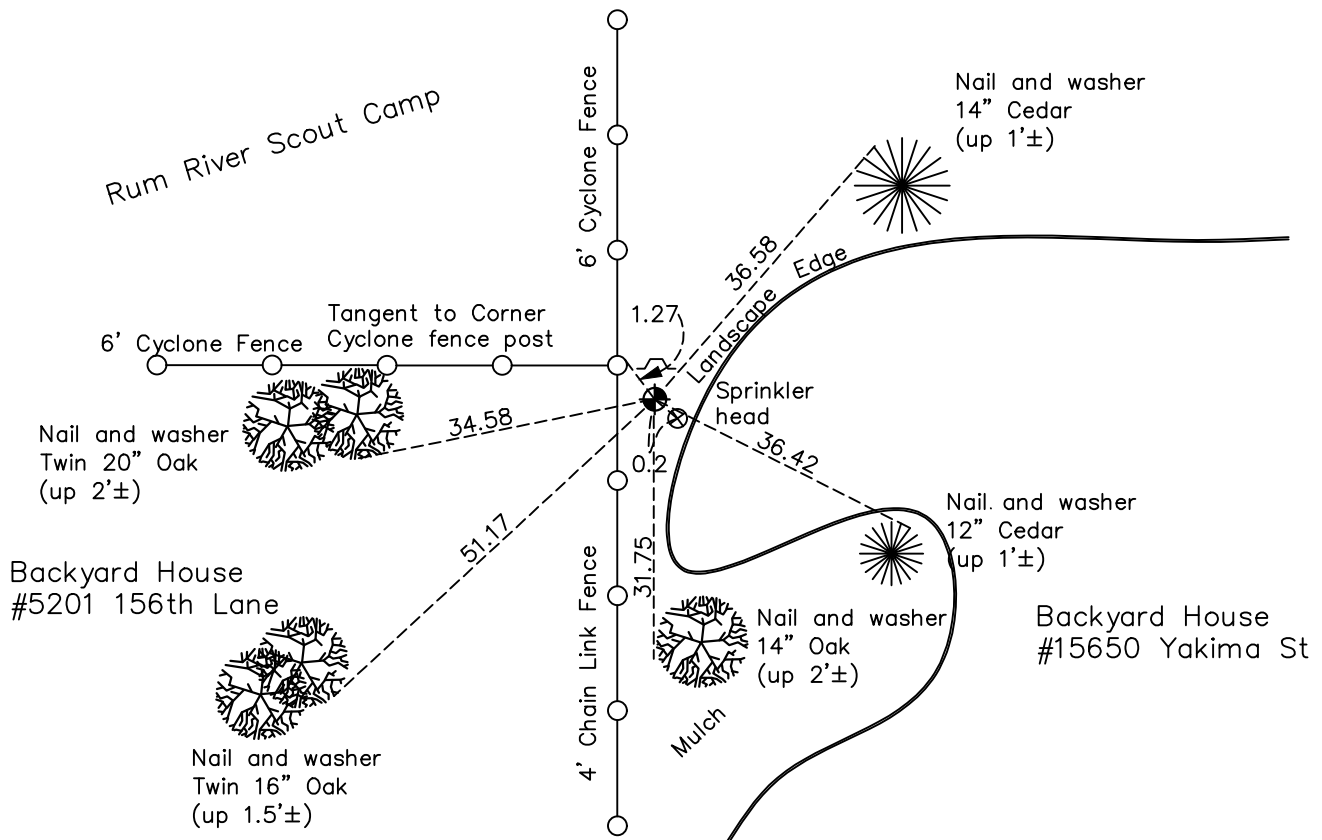 Rum River Scout Camp
6' Cyclone Fence
Nail and washer
14" Cedar
(up 1'±)
36.58
Landscape Edge
1.27
Tangent to Corner
Cyclone fence post
6' Cyclone Fence
Sprinkler
head
34.58
Nail and washer
Twin 20" Oak
(up 2'±)
0.2
36.42
Nail and washer
12" Cedar
(up 1'±)
51.17
31.75
4' Chain Link Fence
Backyard House
#5201 156th Lane
Nail and washer
14" Oak
(up 2'±)
Backyard House
#15650 Yakima St
Mulch
Nail and washer
Twin 16" Oak
(up 1.5'±)